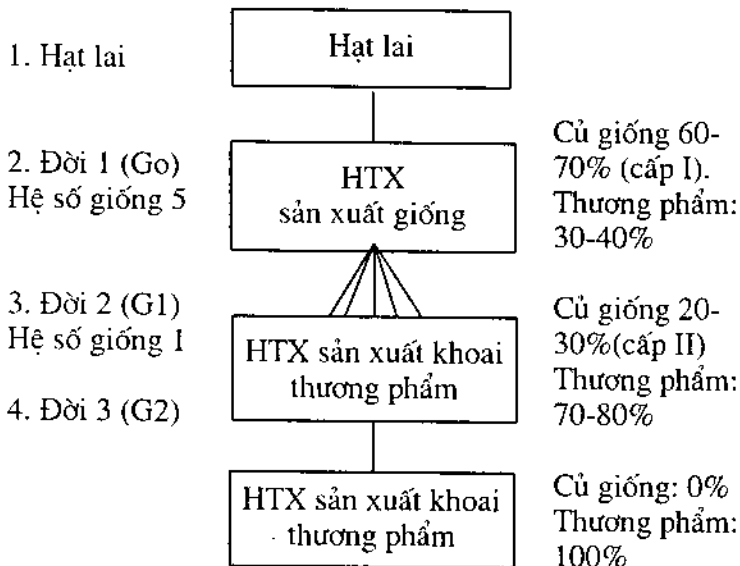 1. Hạt lai
Hạt lai
2. Đời 1 (Go)
Hệ số giống 5
HTX
sản xuất giống
Củ giống 60-
70% (cấp I).
Thương phẩm:
30-40%
3. Đời 2 (G1)
Hệ số giống 1
HTX sản xuất khoai
thương phẩm
Củ giống 20-
30%(cấp II)
Thương phẩm:
70-80%
4. Đời 3 (G2)
HTX sản xuất khoai
thương phẩm
Củ giống: 0%
Thương phẩm:
100%